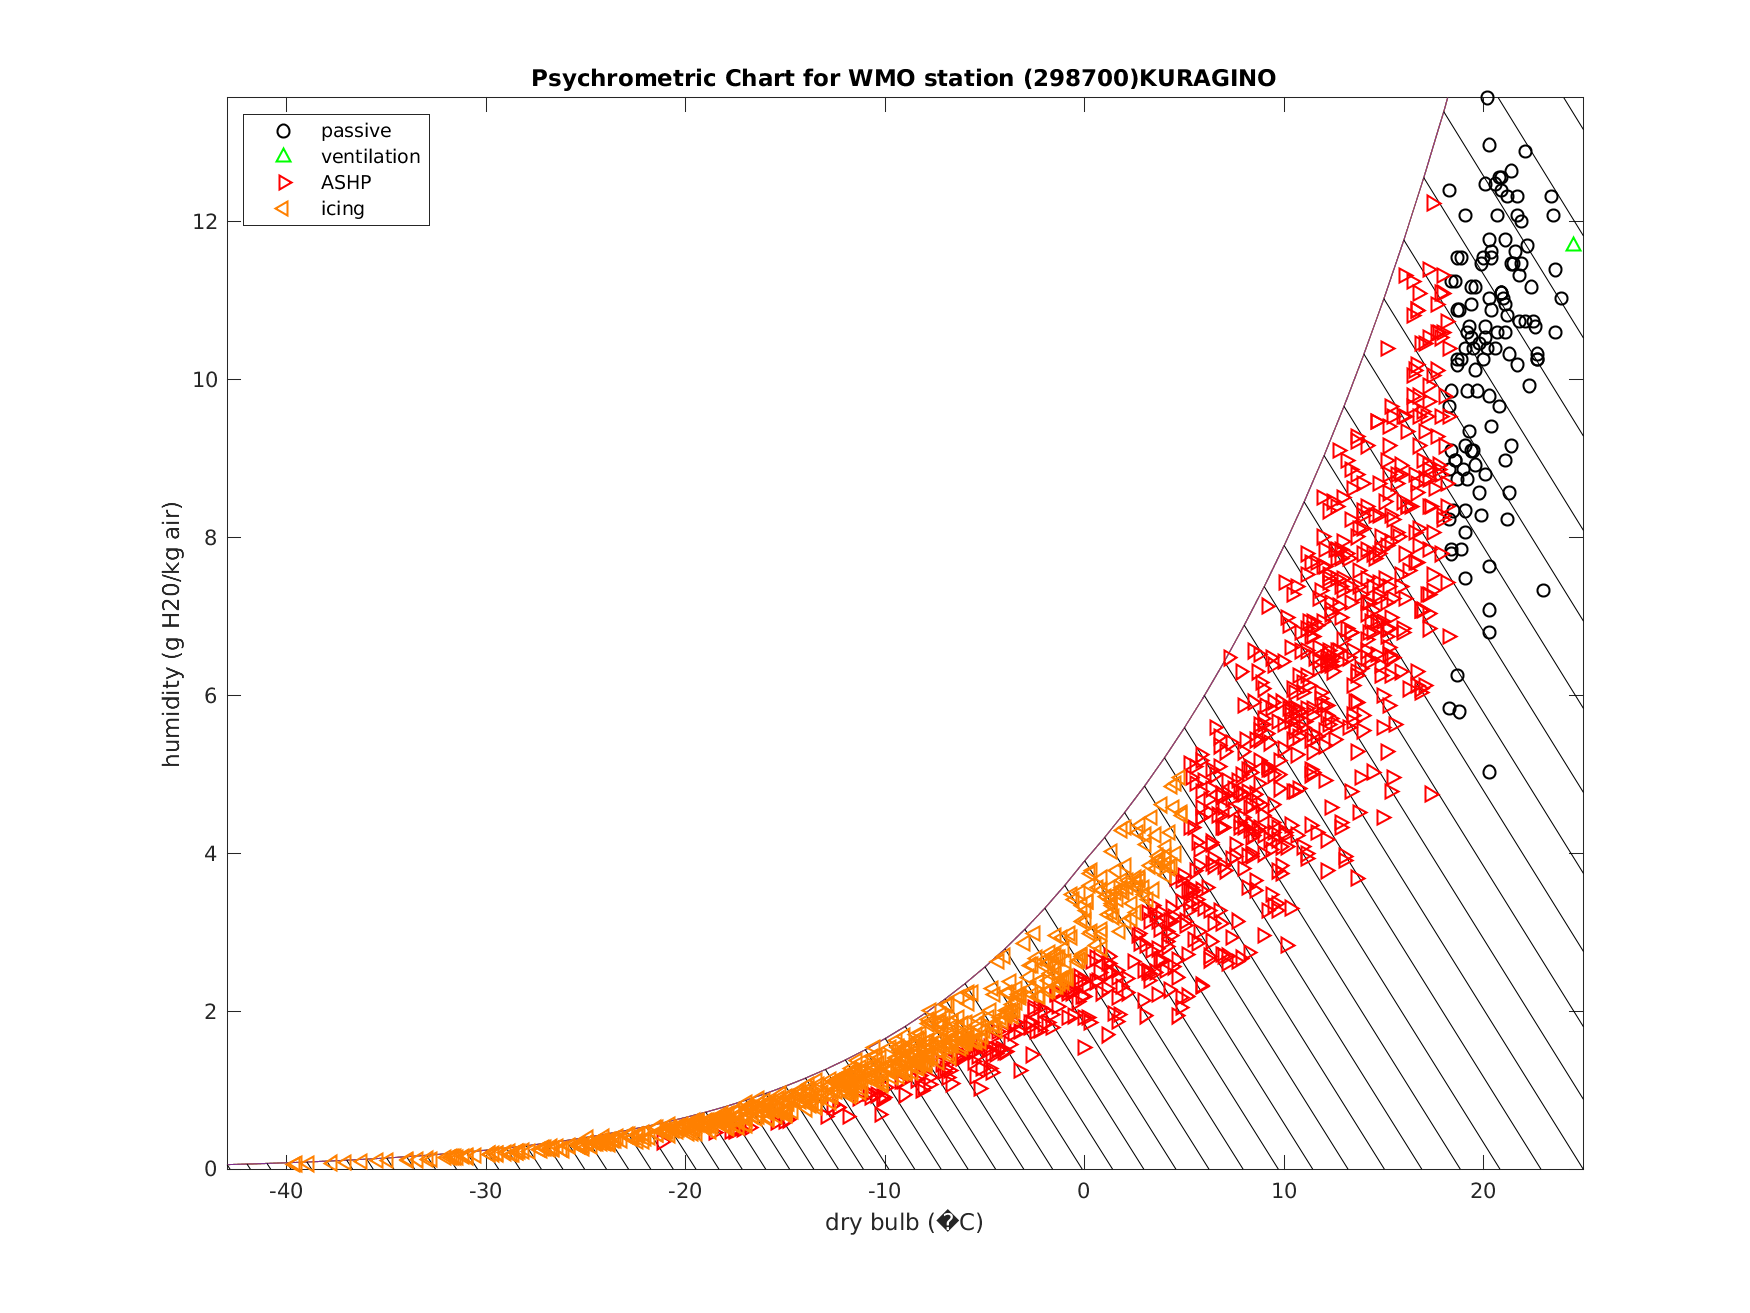 Psychrometric Chart for WMO station (298700)KURAGINO
passive
ventilation
ASHP
icing
12
10
8
6
4
2
0
humidity (g H20/kg air)
-40 -30 -20 -10 0 10 20
dry bulb (�C)